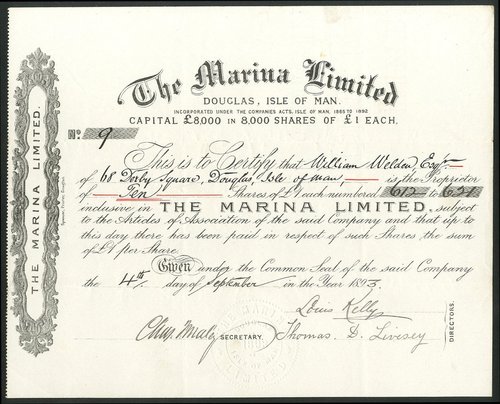 The Marina Limited
DOUGLAS, ISLE OF MAN.
INCORPORATED UNDER THE COMPANIES ACTS, ISLE OF MAN, 1865 TO 1892
CAPITAL £8,000 IN 8,000 SHARES OF £1 EACH.
No. 9
This is to Certify that William Weldon Esqre
of 68 Derby Square, Douglas, Isle of Man is the Proprietor
of Ten Shares of £1 each numbered 612 to 621
inclusive in THE MARINA LIMITED. subject
to the Articles of Association of the said Company and that up to
this day there has been paid in respect of such Shares the sum
of £1 per Share.
Given under the Common Seal of the said Company
the 4th day of September in the Year 1893.
Louis Kelly
SECRETARY. Thomas D. Livesey
DIRECTORS.
THE MARINA LIMITED.
THE MARINA LIMITED.